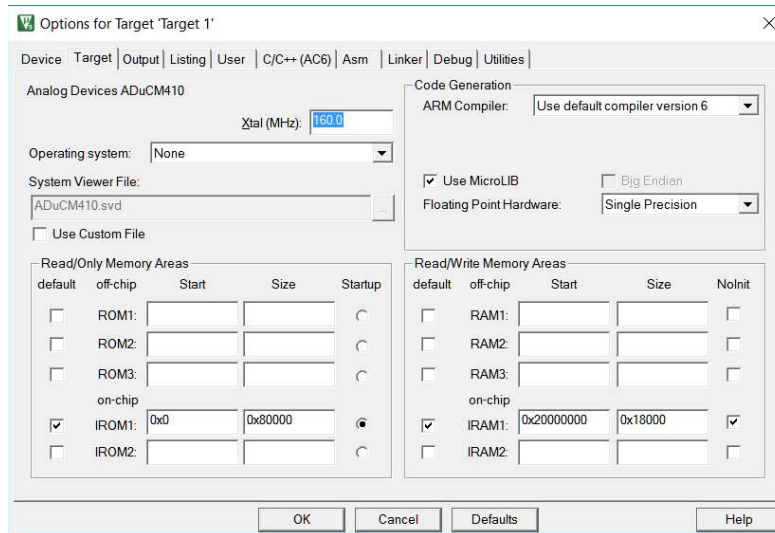 Options for Target 'Target 1'
Device Target Output Listing User C/C++ (AC6) Asm Linker Debug Utilities
Analog Devices ADuCM410
Xtal (MHz): 160.0
Operating system: None
System Viewer File:
ADuCM410.svd ...
Use Custom File
Code Generation
ARM Compiler: Use default compiler version 6
Use MicroLIB Big Endian
Floating Point Hardware: Single Precision
Read/Only Memory Areas
default off-chip Start Size Startup
ROM1:
ROM2:
ROM3:
on-chip
IROM1: 0x0 0x80000
IROM2:
Read/Write Memory Areas
default off-chip Start Size NoInit
RAM1:
RAM2:
RAM3:
on-chip
IRAM1: 0x20000000 0x18000
IRAM2:
OK Cancel Defaults Help